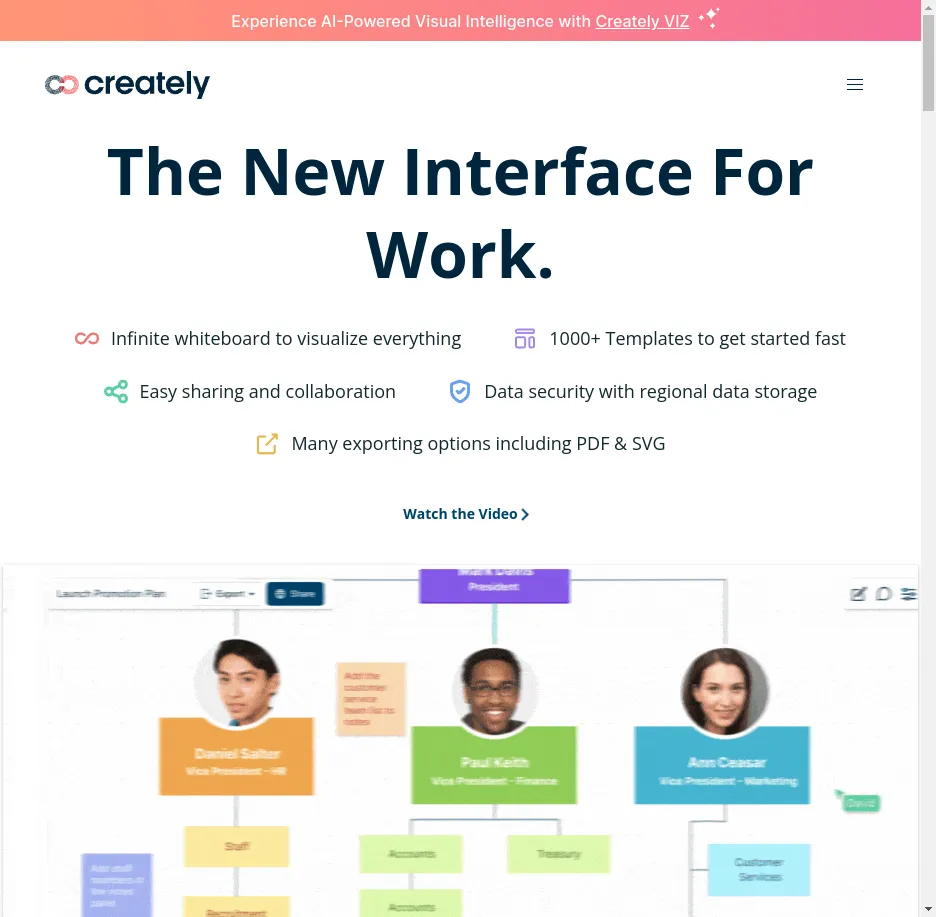 Experience AI-Powered Visual Intelligence with Creately VIZ
creately
The New Interface For
Work.
Infinite whiteboard to visualize everything
1000+ Templates to get started fast
Easy sharing and collaboration
Data security with regional data storage
Many exporting options including PDF & SVG
Watch the Video
Mark Davis
President
Launch Promotion Plan
Export
Share
Add the
customer
service
team list to
notes
Daniel Salter
Vice President - HR
Paul Keith
Vice President - Finance
Ann Ceasar
Vice President - Marketing
David
Staff
Accounts
Treasury
Customer
Services
Add staff
members in
the notes
panel
Recruitment
Accounts